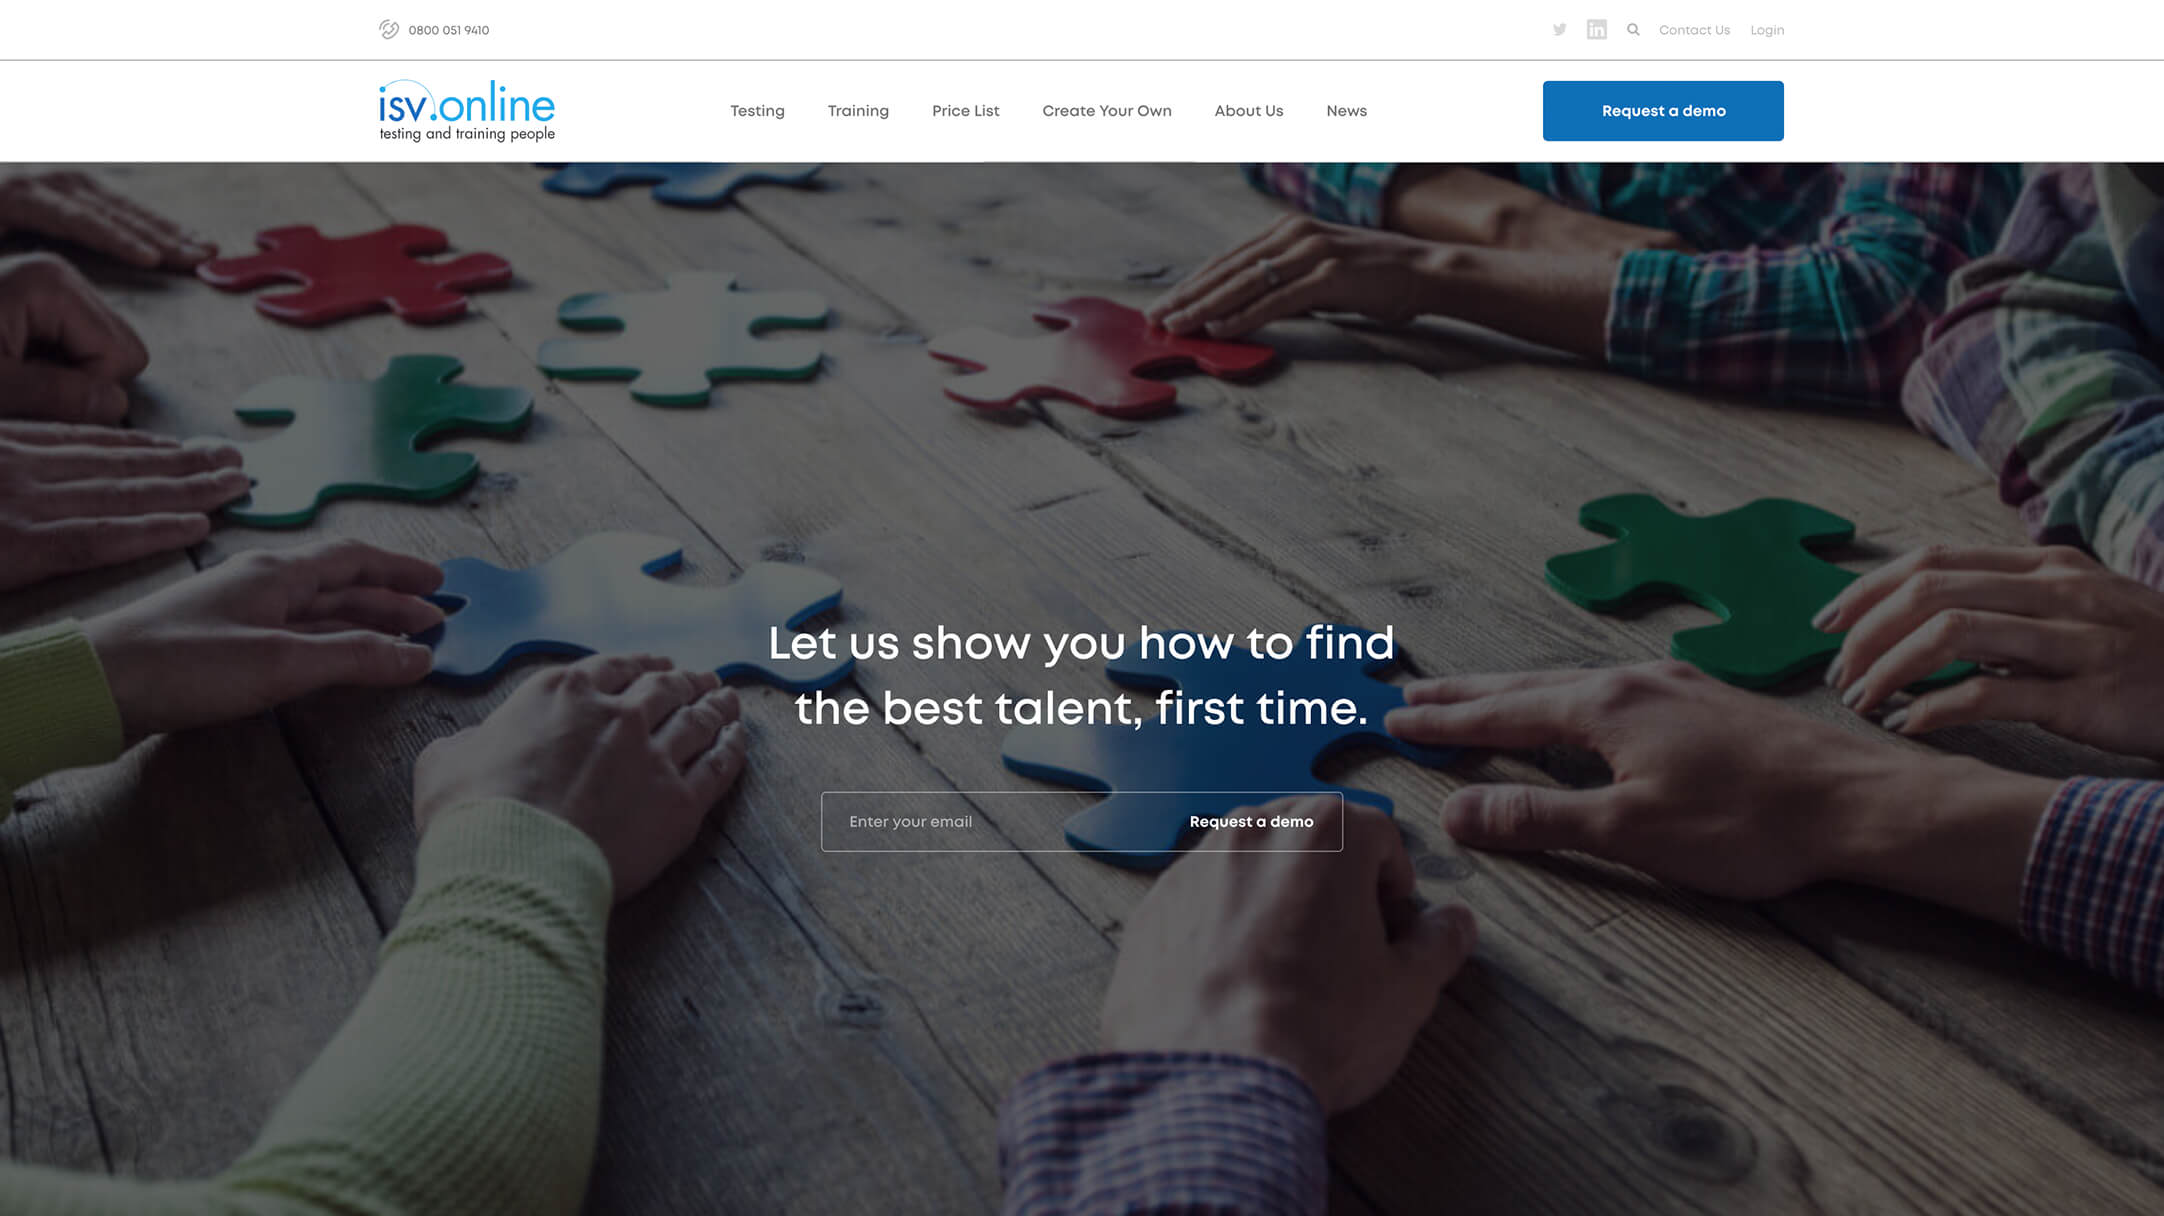 0800 051 9410
Contact Us
Login
isv.online
testing and training people
Testing
Training
Price List
Create Your Own
About Us
News
Request a demo
Let us show you how to find
the best talent, first time.
Enter your email
Request a demo